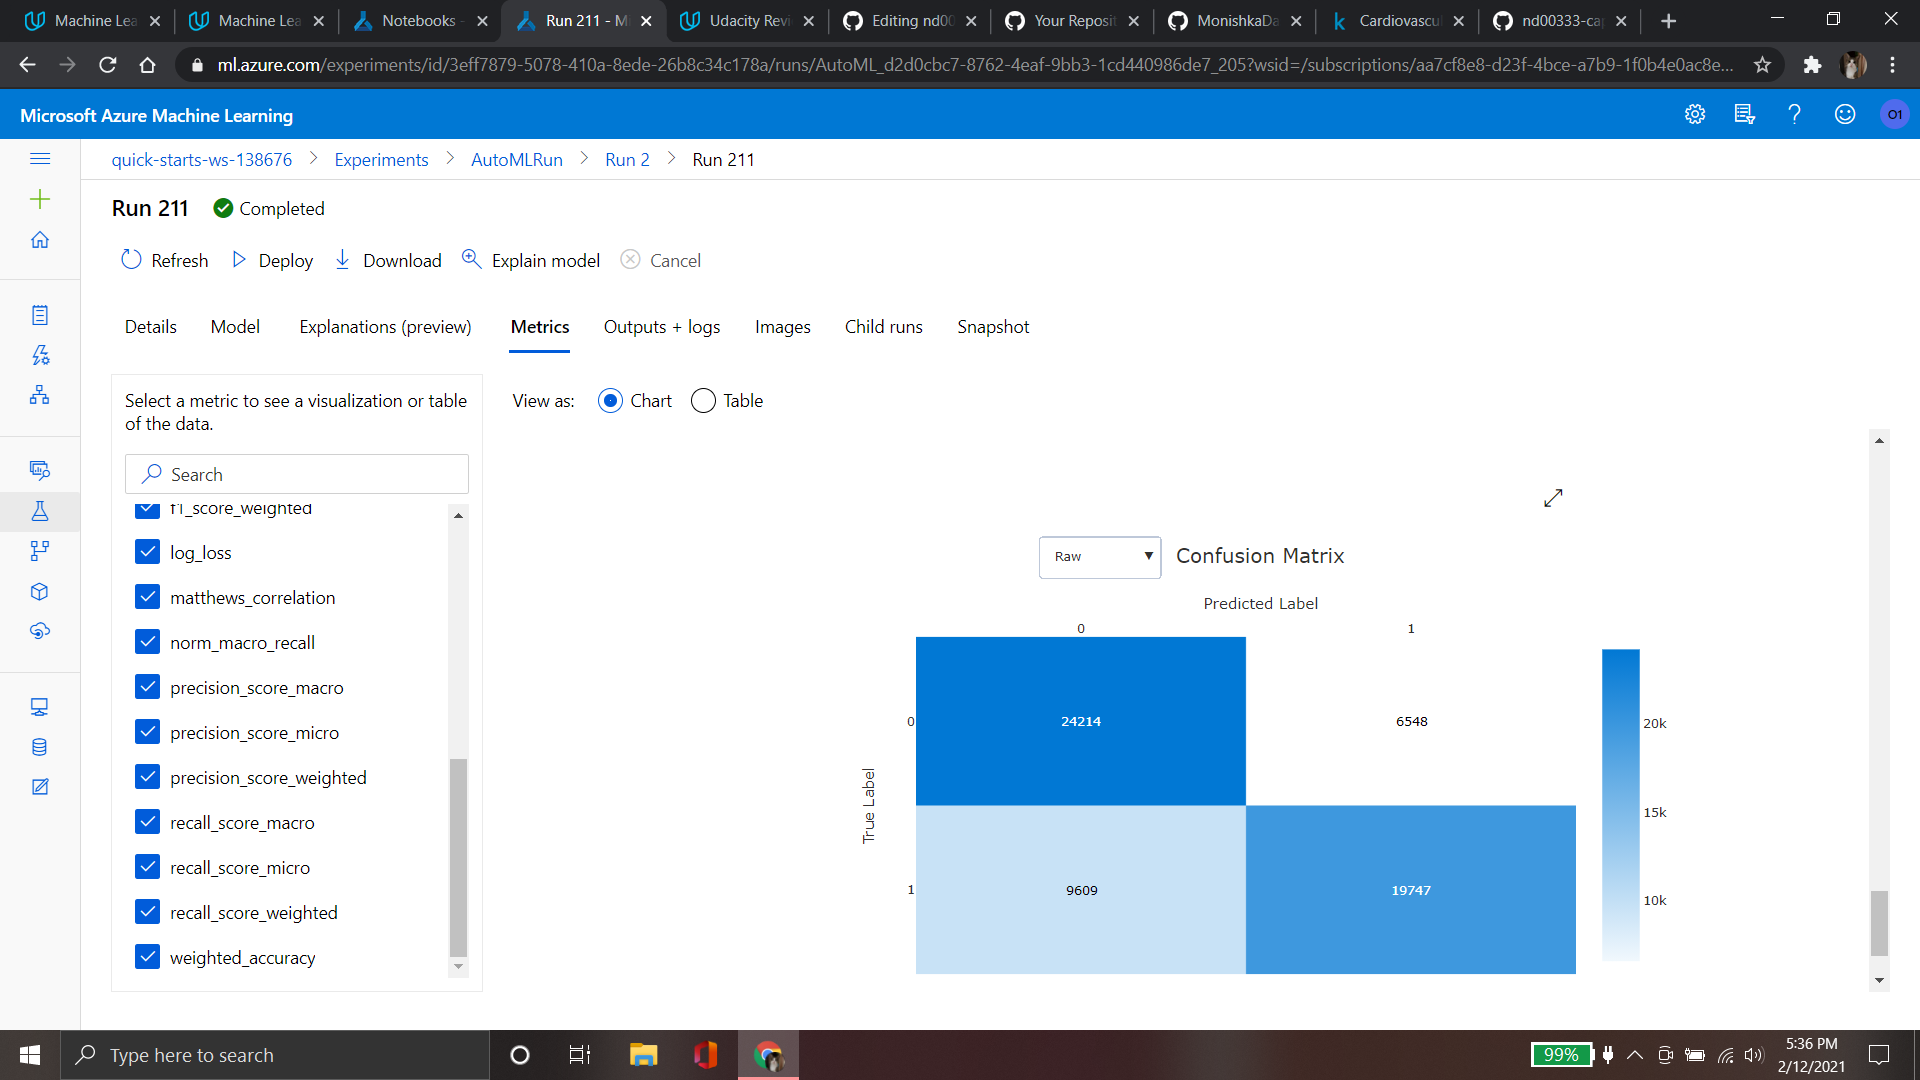 Machine Lea
Machine Lea
Notebooks -
Run 211 - M
Udacity Revi
Editing nd00
Your Reposit
MonishkaDa
Cardiovascul
nd00333-cap
ml.azure.com/experiments/id/3eff7879-5078-410a-8ede-26b8c34c178a/runs/AutoML_d2d0cbc7-8762-4eaf-9bb3-1cd440986de7_205?wsid=/subscriptions/aa7cf8e8-d23f-4bce-a7b9-1f0b4e0ac8e...
Microsoft Azure Machine Learning
O1
quick-starts-ws-138676 > Experiments > AutoMLRun > Run 2 > Run 211
Run 211 Completed
Refresh Deploy Download Explain model Cancel
Details Model Explanations (preview) Metrics Outputs + logs Images Child runs Snapshot
Select a metric to see a visualization or table
of the data.
Search
f1_score_weighted
log_loss
matthews_correlation
norm_macro_recall
precision_score_macro
precision_score_micro
precision_score_weighted
recall_score_macro
recall_score_micro
recall_score_weighted
weighted_accuracy
View as: Chart Table
Raw Confusion Matrix
Predicted Label
0 1
0 24214 6548
True Label
1 9609 19747
20k
15k
10k
Type here to search
99%
5:36 PM
2/12/2021